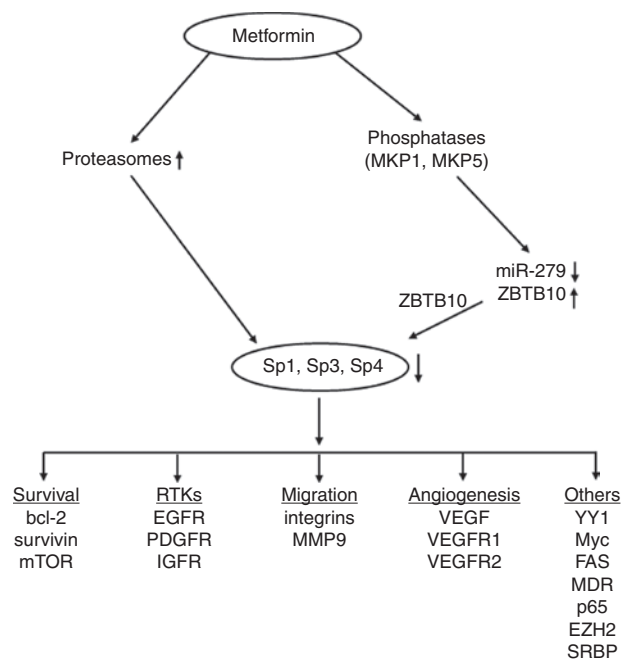 Metformin
Proteasomes
Phosphatases
(MKP1, MKP5)
miR-279
ZBTB10
ZBTB10
Sp1, Sp3, Sp4
Survival
bcl-2
survivin
mTOR
RTKs
EGFR
PDGFR
IGFR
Migration
integrins
MMP9
Angiogenesis
VEGF
VEGFR1
VEGFR2
Others
YY1
Myc
FAS
MDR
p65
EZH2
SRBP